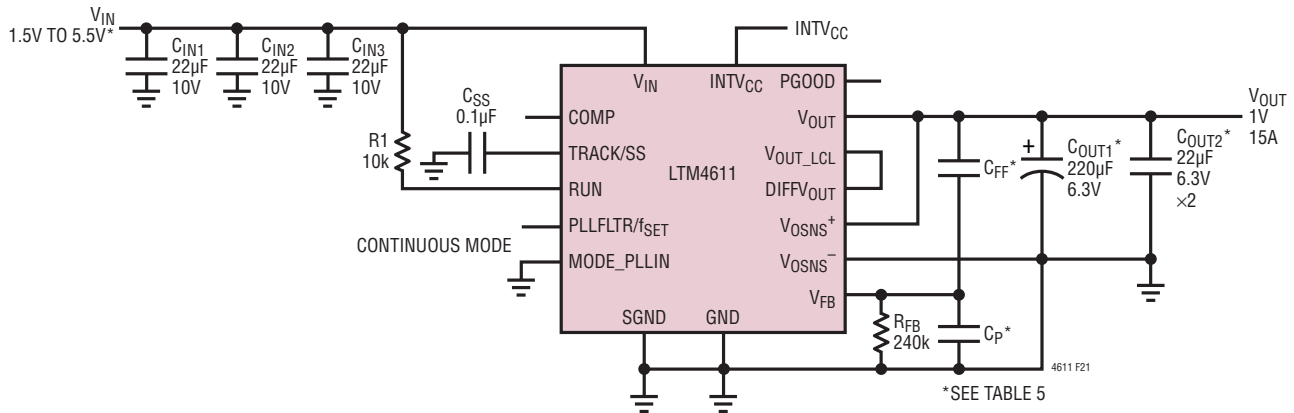 VIN
1.5V TO 5.5V*
CIN1
22µF
10V
CIN2
22µF
10V
CIN3
22µF
10V
R1
10k
CSS
0.1µF
CONTINUOUS MODE
INTVCC
VIN
INTVCC
PGOOD
COMP
VOUT
TRACK/SS
VOUT_LCL
LTM4611
RUN
DIFFVOUT
PLLFLTR/fSET
VOSNS+
MODE_PLLIN
VOSNS–
VFB
SGND
GND
RFB
240k
CFF*
CP*
+
COUT1*
220µF
6.3V
COUT2*
22µF
6.3V
×2
VOUT
1V
15A
4611 F21
*SEE TABLE 5